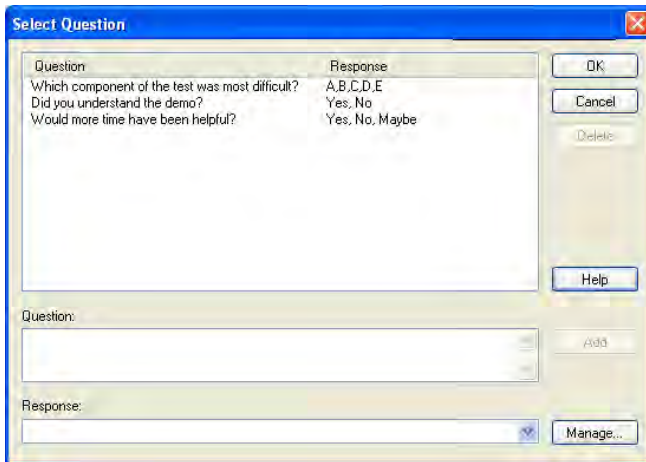 Select Question
Question Response
Which component of the test was most difficult? A,B,C,D,E
Did you understand the demo? Yes, No
Would more time have been helpful? Yes, No, Maybe
OK
Cancel
Delete
Help
Question:
Add
Response:
Manage...